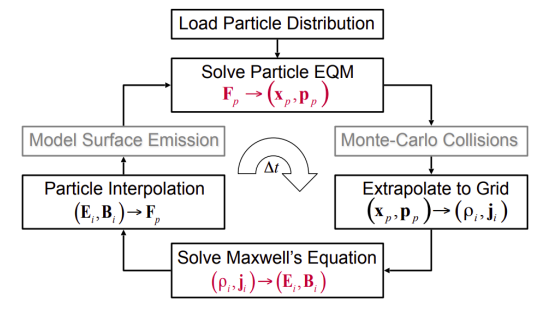 Load Particle Distribution
Solve Particle EQM
F_p → (x_p, p_p)
Model Surface Emission
Monte-Carlo Collisions
Δt
Particle Interpolation
(E_i, B_i) → F_p
Extrapolate to Grid
(x_p, p_p) → (ρ_i, j_i)
Solve Maxwell's Equation
(ρ_i, j_i) → (E_i, B_i)